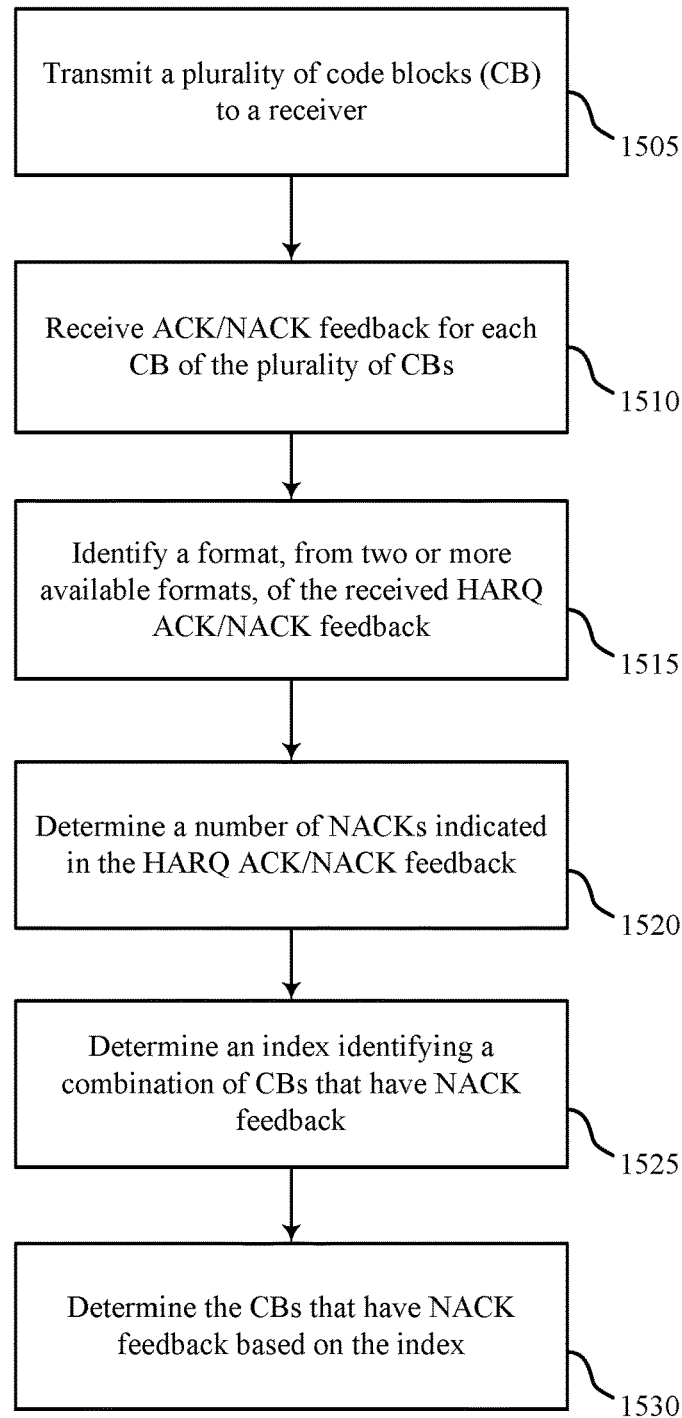 Transmit a plurality of code blocks (CB)
to a receiver
1505
Receive ACK/NACK feedback for each
CB of the plurality of CBs
1510
Identify a format, from two or more
available formats, of the received HARQ
ACK/NACK feedback
1515
Determine a number of NACKs indicated
in the HARQ ACK/NACK feedback
1520
Determine an index identifying a
combination of CBs that have NACK
feedback
1525
Determine the CBs that have NACK
feedback based on the index
1530